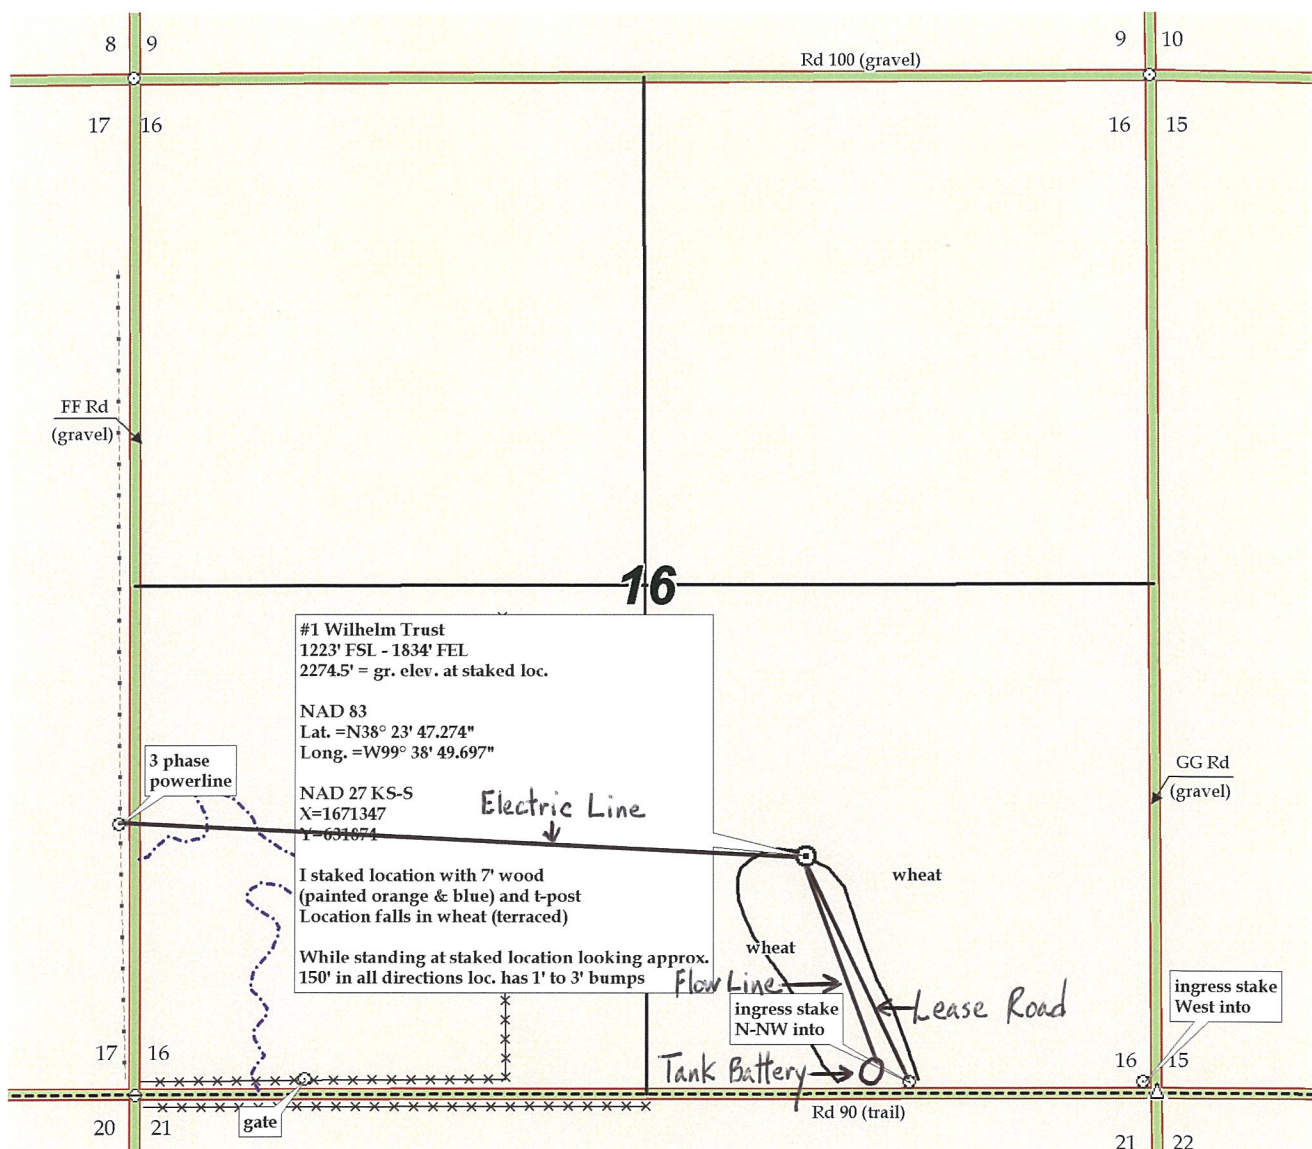 8 9
9 10
Rd 100 (gravel)
17 16
16 15
FF Rd
(gravel)
16
#1 Wilhelm Trust
1223' FSL - 1834' FEL
2274.5' = gr. elev. at staked loc.
NAD 83
Lat. =N38° 23' 47.274"
Long. =W99° 38' 49.697"
3 phase
powerline
GG Rd
(gravel)
NAD 27 KS-S
X=1671347
Y=631874
Electric Line
I staked location with 7' wood
(painted orange & blue) and t-post
Location falls in wheat (terraced)
wheat
While standing at staked location looking approx.
150' in all directions loc. has 1' to 3' bumps
wheat
Flow Line
ingress stake
N-NW into
Lease Road
ingress stake
West into
17 16
16 15
Tank Battery
gate
Rd 90 (trail)
20 21
21 22